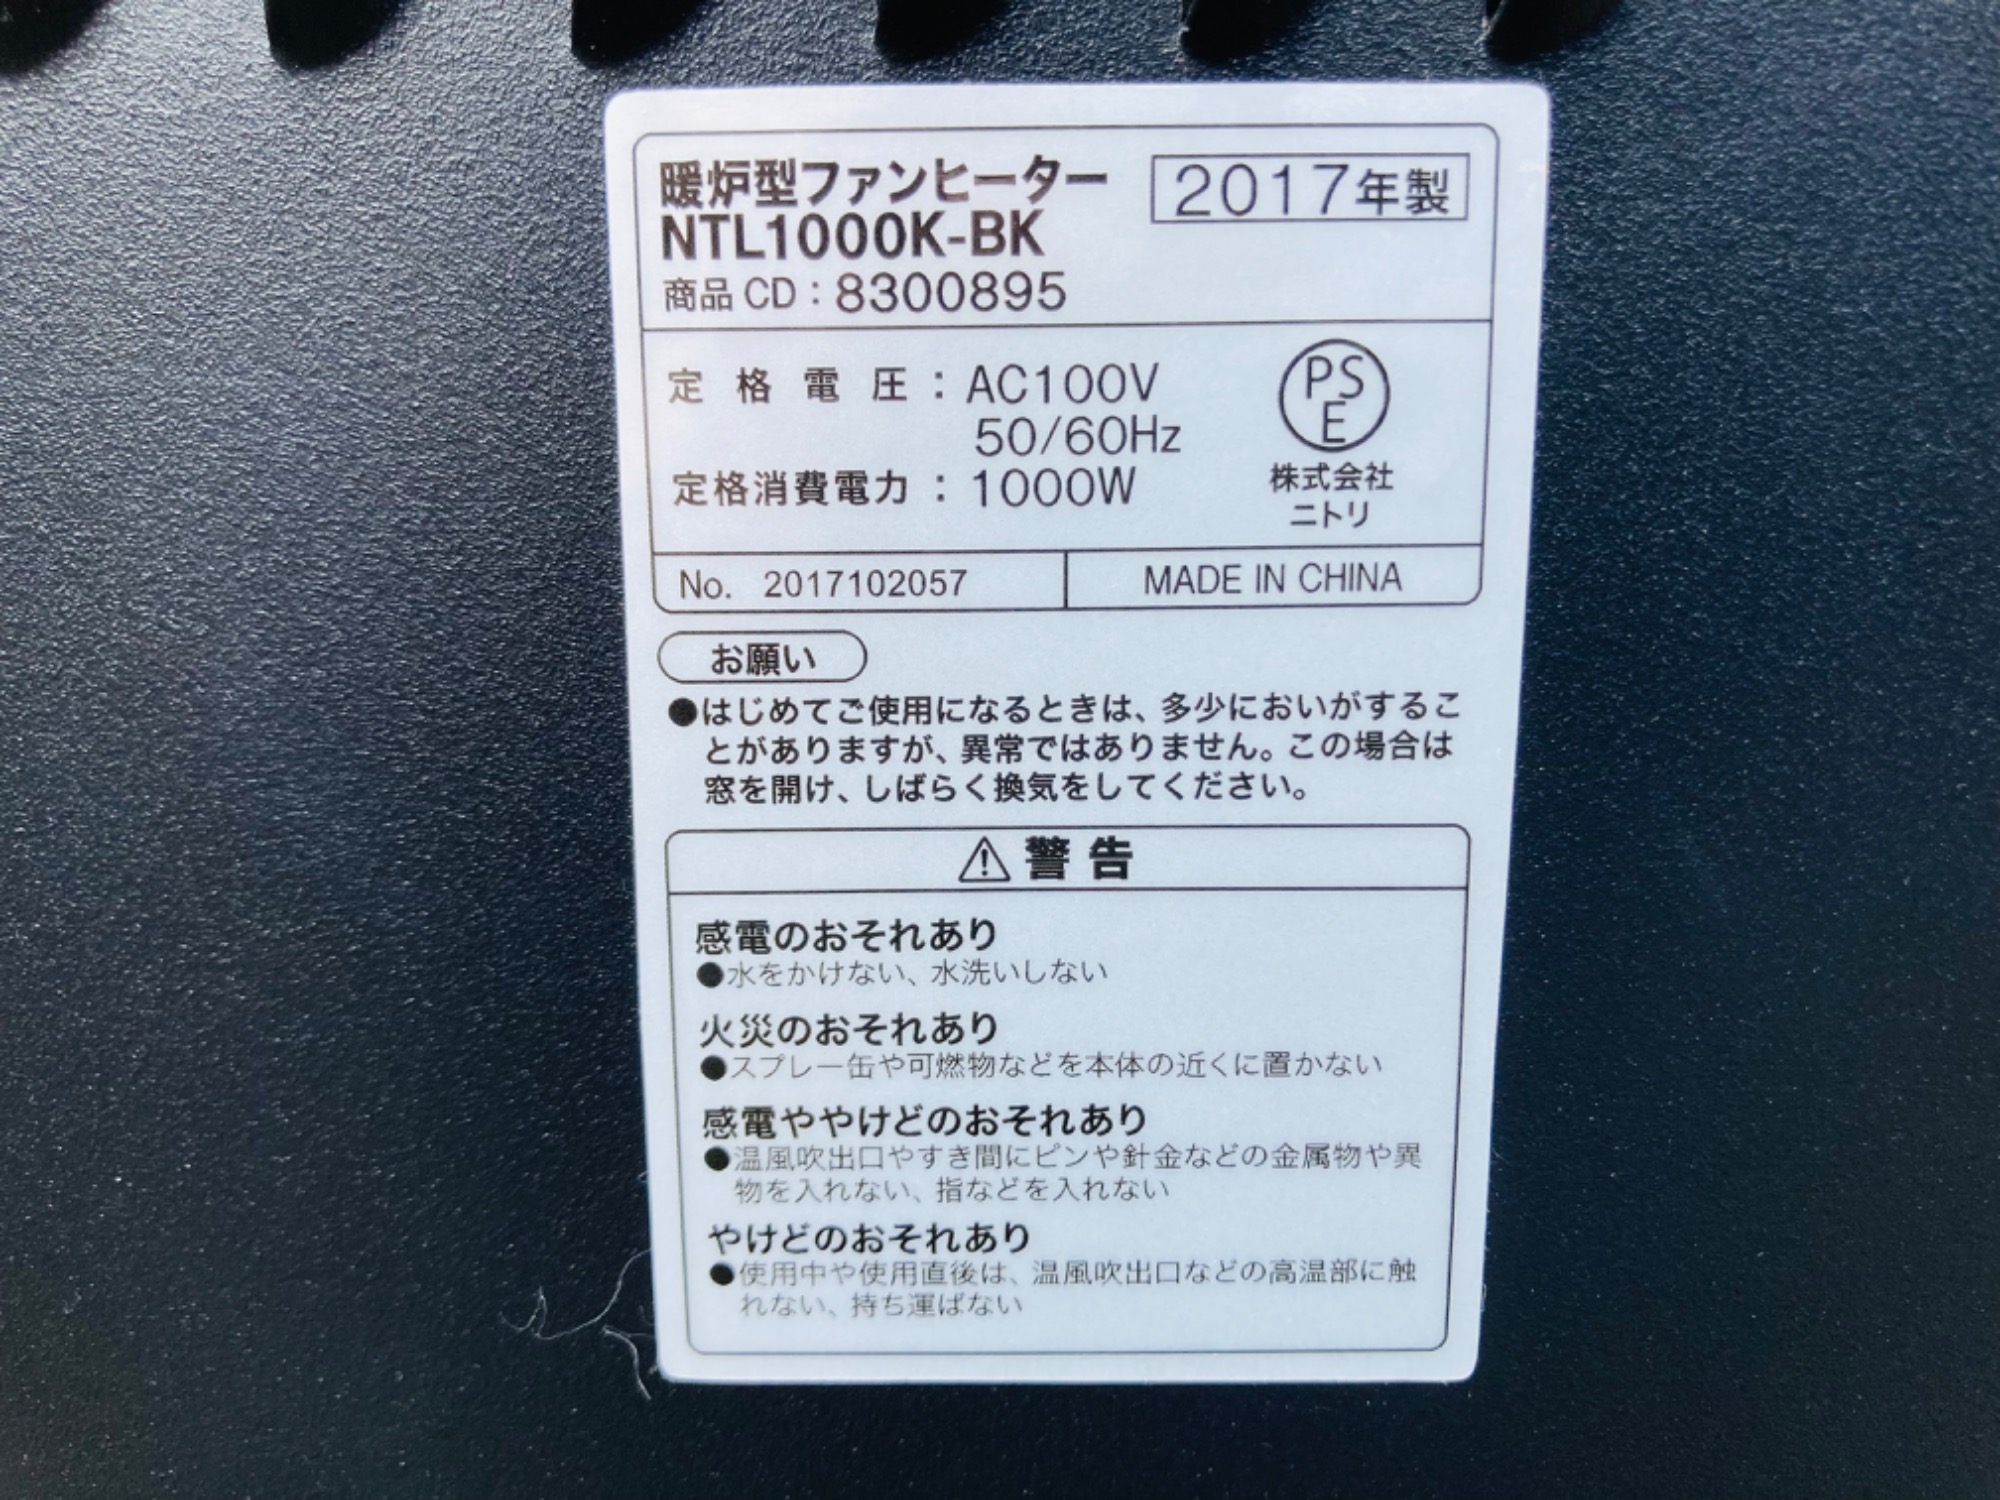 暖炉型ファンヒーター
2017年製
NTL1000K-BK
商品CD：8300895
定格電圧：AC100V
50/60Hz
定格消費電力：1000W
PSE
株式会社
ニトリ
No. 2017102057
MADE IN CHINA
お願い
●はじめてご使用になるときは、多少においがするこ
とがありますが、異常ではありません。この場合は
窓を開け、しばらく換気をしてください。
⚠警告
感電のおそれあり
●水をかけない、水洗いしない
火災のおそれあり
●スプレー缶や可燃物などを本体の近くに置かない
感電ややけどのおそれあり
●温風吹出口やすき間にピンや針金などの金属物や異
物を入れない、指などを入れない
やけどのおそれあり
●使用中や使用直後は、温風吹出口などの高温部に触
れない、持ち運ばない